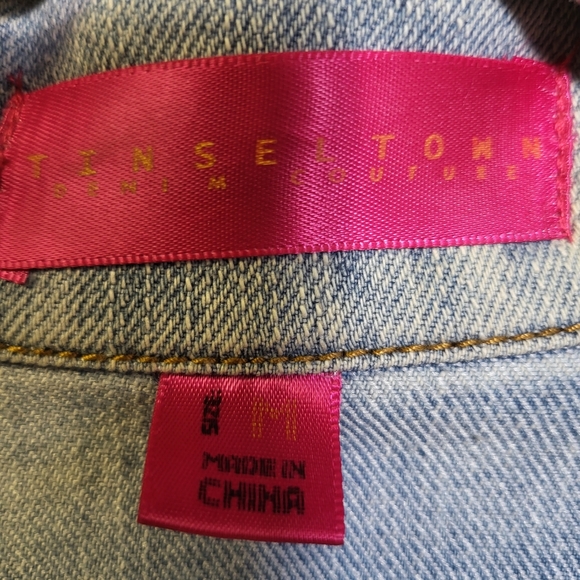 TINSELTOWN
DENIM COUTURE
SIZE: M
MADE IN
CHINA